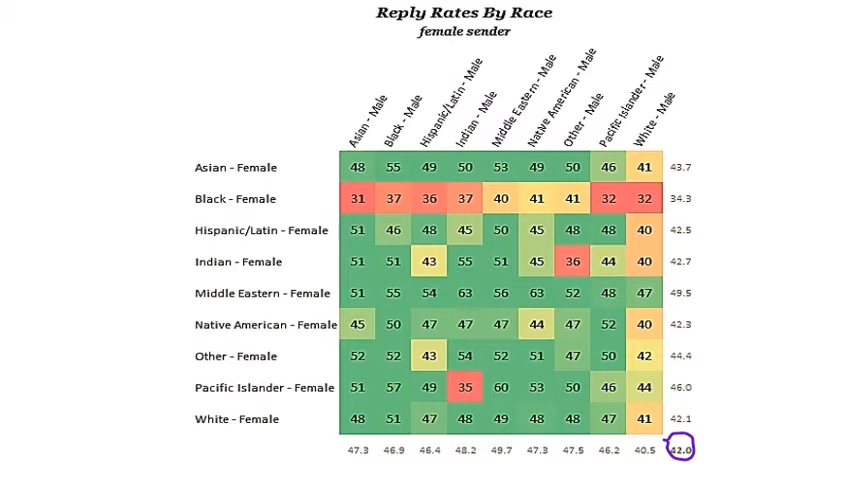 Reply Rates By Race
female sender
Asian - Male
Black - Male
Hispanic/Latin - Male
Indian - Male
Middle Eastern - Male
Native American - Male
Other - Male
Pacific Islander - Male
White - Male
Asian - Female 48 55 49 50 53 49 50 46 41 43.7
Black - Female 31 37 36 37 40 41 41 32 32 34.3
Hispanic/Latin - Female 51 46 48 45 50 45 48 48 40 42.5
Indian - Female 51 51 43 55 51 45 36 44 40 42.7
Middle Eastern - Female 51 55 54 63 56 63 52 48 47 49.5
Native American - Female 45 50 47 47 47 44 47 52 40 42.3
Other - Female 52 52 43 54 52 51 47 50 42 44.4
Pacific Islander - Female 51 57 49 35 60 53 50 46 44 46.0
White - Female 48 51 47 48 49 48 48 47 41 42.1
47.3 46.9 46.4 48.2 49.7 47.3 47.5 46.2 40.5 42.0